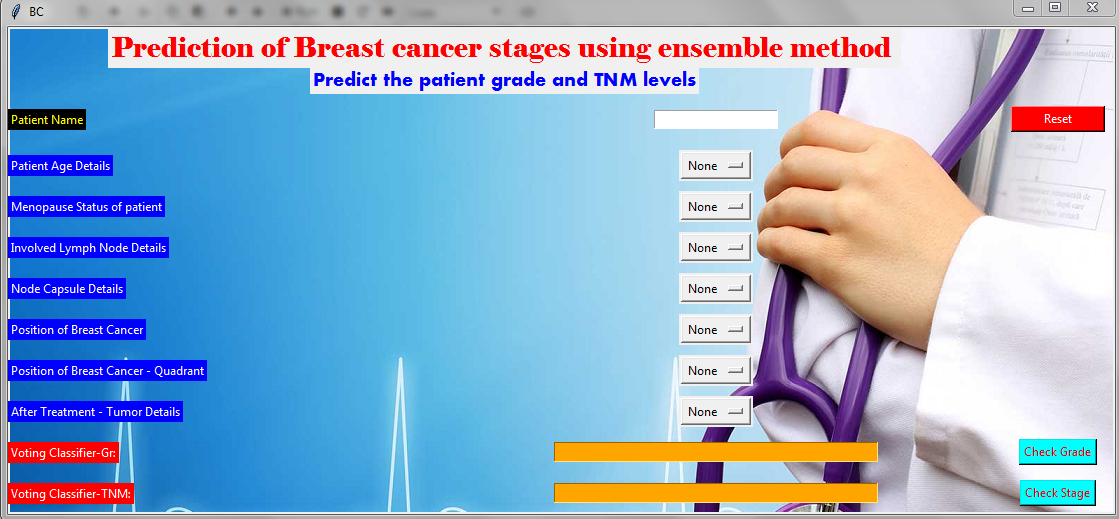 BC
Prediction of Breast cancer stages using ensemble method
Predict the patient grade and TNM levels
Patient Name
Reset
Patient Age Details
None
Menopause Status of patient
None
Involved Lymph Node Details
None
Node Capsule Details
None
Position of Breast Cancer
None
Position of Breast Cancer - Quadrant
None
After Treatment - Tumor Details
None
Voting Classifier-Gr:
Check Grade
Voting Classifier-TNM:
Check Stage